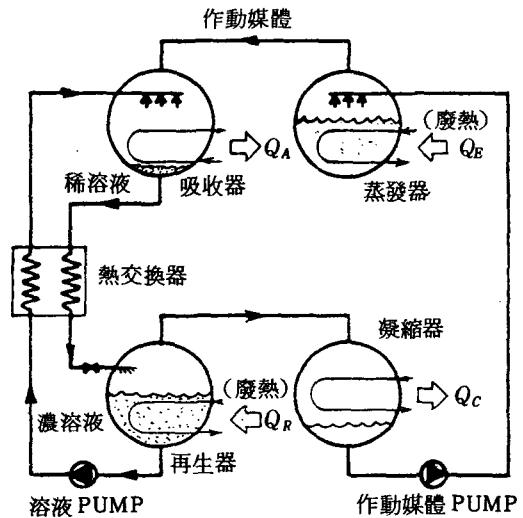 作動媒體
(廢熱)
Q_A
Q_E
稀溶液
吸收器
蒸發器
熱交換器
凝縮器
(廢熱)
濃溶液
Q_R
Q_C
再生器
溶液 PUMP
作動媒體 PUMP